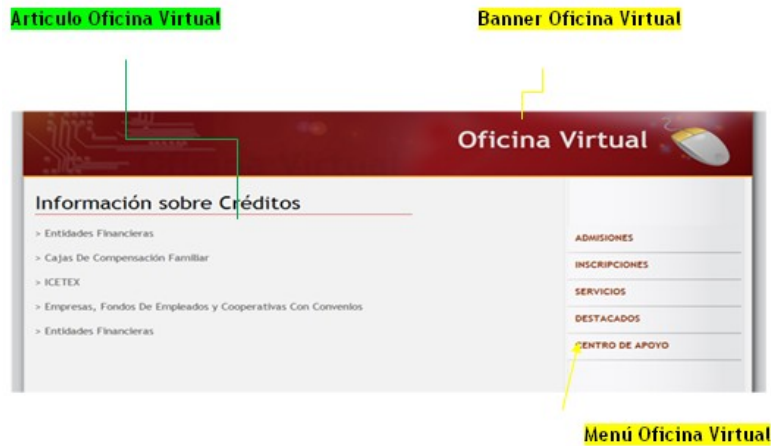 Articulo Oficina Virtual
Banner Oficina Virtual
Oficina Virtual
Información sobre Créditos
> Entidades Financieras
> Cajas De Compensación Familiar
> ICETEX
> Empresas, Fondos De Empleados y Cooperativas Con Convenios
> Entidades Financieras
ADMISIONES
INSCRIPCIONES
SERVICIOS
DESTACADOS
CENTRO DE APOYO
Menú Oficina Virtual